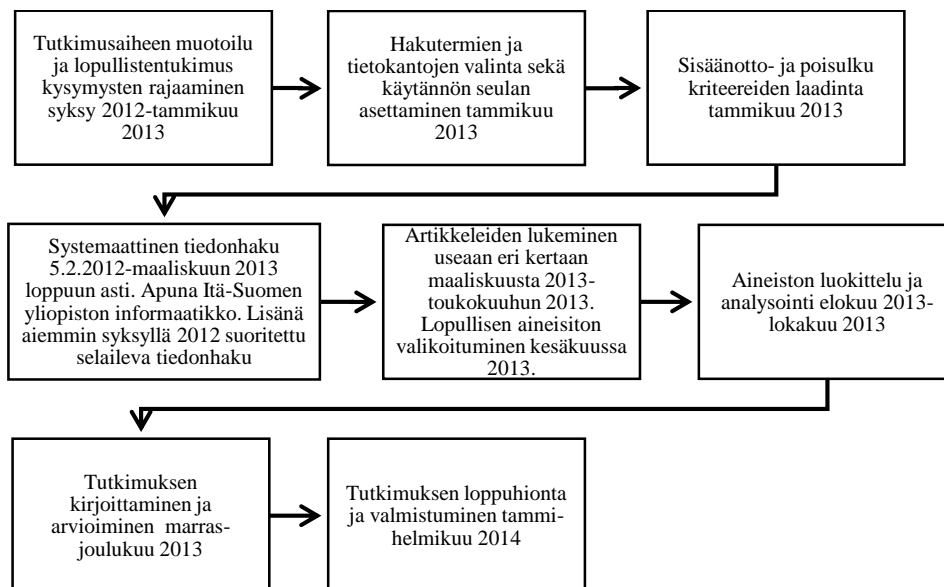 Tutkimusaiheen muotoilu
ja lopullistentukimus
kysymysten rajaaminen
syksy 2012-tammikuu
2013
Hakutermien ja
tietokantojen valinta sekä
käytännön seulan
asettaminen tammikuu
2013
Sisäänotto- ja poisulku
kriteereiden laadinta
tammikuu 2013
Systemaattinen tiedonhaku
5.2.2012-maaliskuun 2013
loppuun asti. Apuna Itä-Suomen
yliopiston informaatikko. Lisänä
aiemmin syksyllä 2012 suoritettu
selaileva tiedonhaku
Artikkeleiden lukeminen
useaan eri kertaan
maaliskuusta 2013-
toukokuuhun 2013.
Lopullisen aineisiton
valikoituminen kesäkuussa
2013.
Aineiston luokittelu ja
analysointi elokuu 2013-
lokakuu 2013
Tutkimuksen
kirjoittaminen ja
arvioiminen marras-
joulukuu 2013
Tutkimuksen loppuhionta
ja valmistuminen tammi-
helmikuu 2014